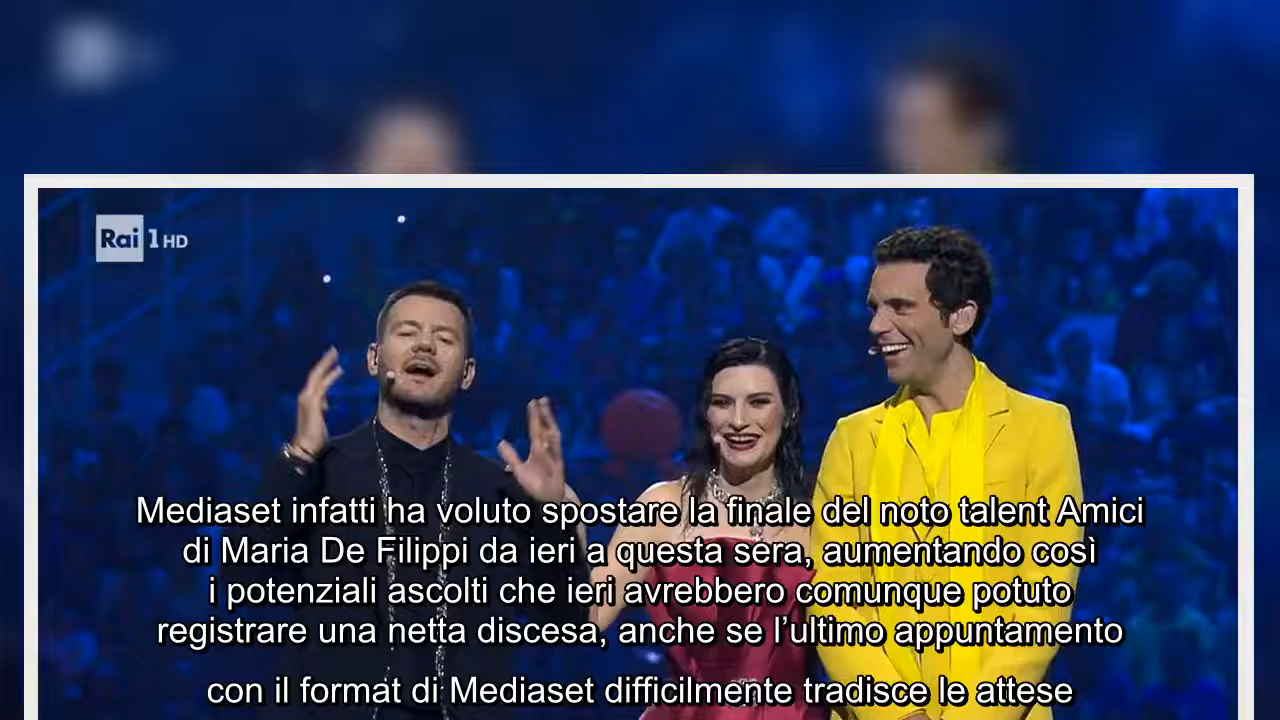 Rai 1 HD
Mediaset infatti ha voluto spostare la finale del noto talent Amici
di Maria De Filippi da ieri a questa sera, aumentando così
i potenziali ascolti che ieri avrebbero comunque potuto
registrare una netta discesa, anche se l’ultimo appuntamento
con il format di Mediaset difficilmente tradisce le attese